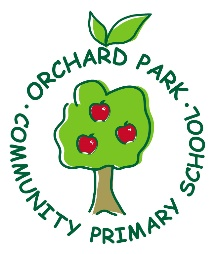 · ORCHARD PARK ·
COMMUNITY PRIMARY SCHOOL